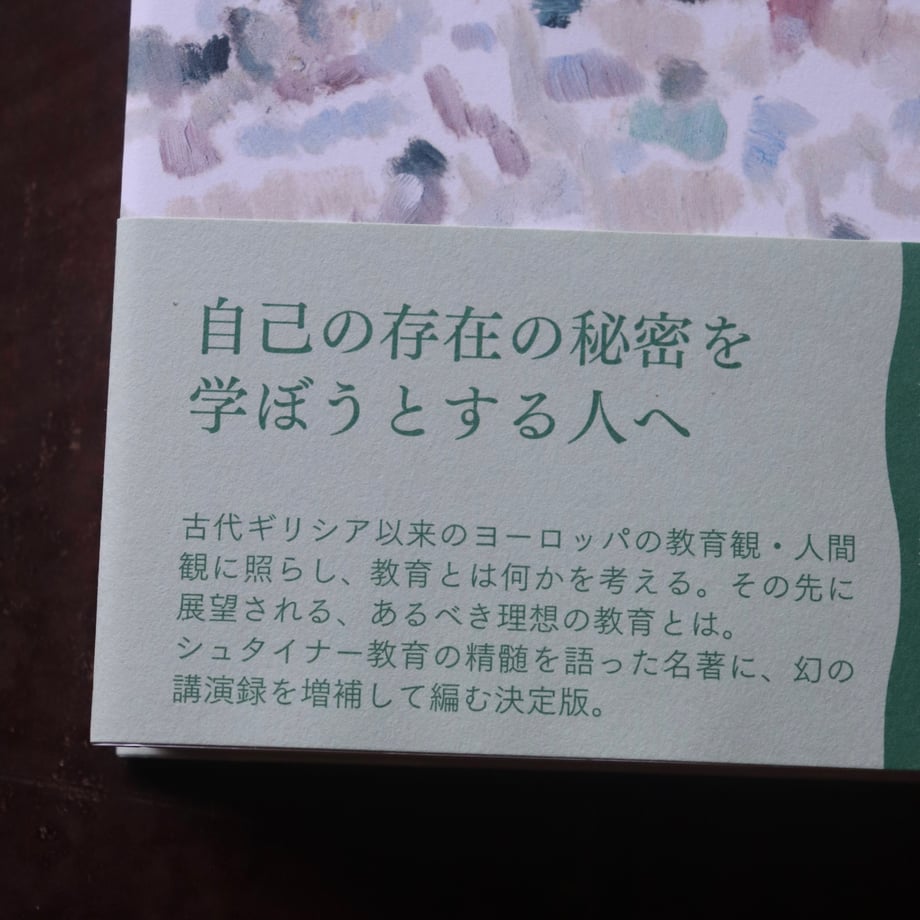 自己の存在の秘密を
学ぼうとする人へ
古代ギリシア以来のヨーロッパの教育観・人間
観に照らし、教育とは何かを考える。その先に
展望される、あるべき理想の教育とは。
シュタイナー教育の精髄を語った名著に、幻の
講演録を増補して編む決定版。